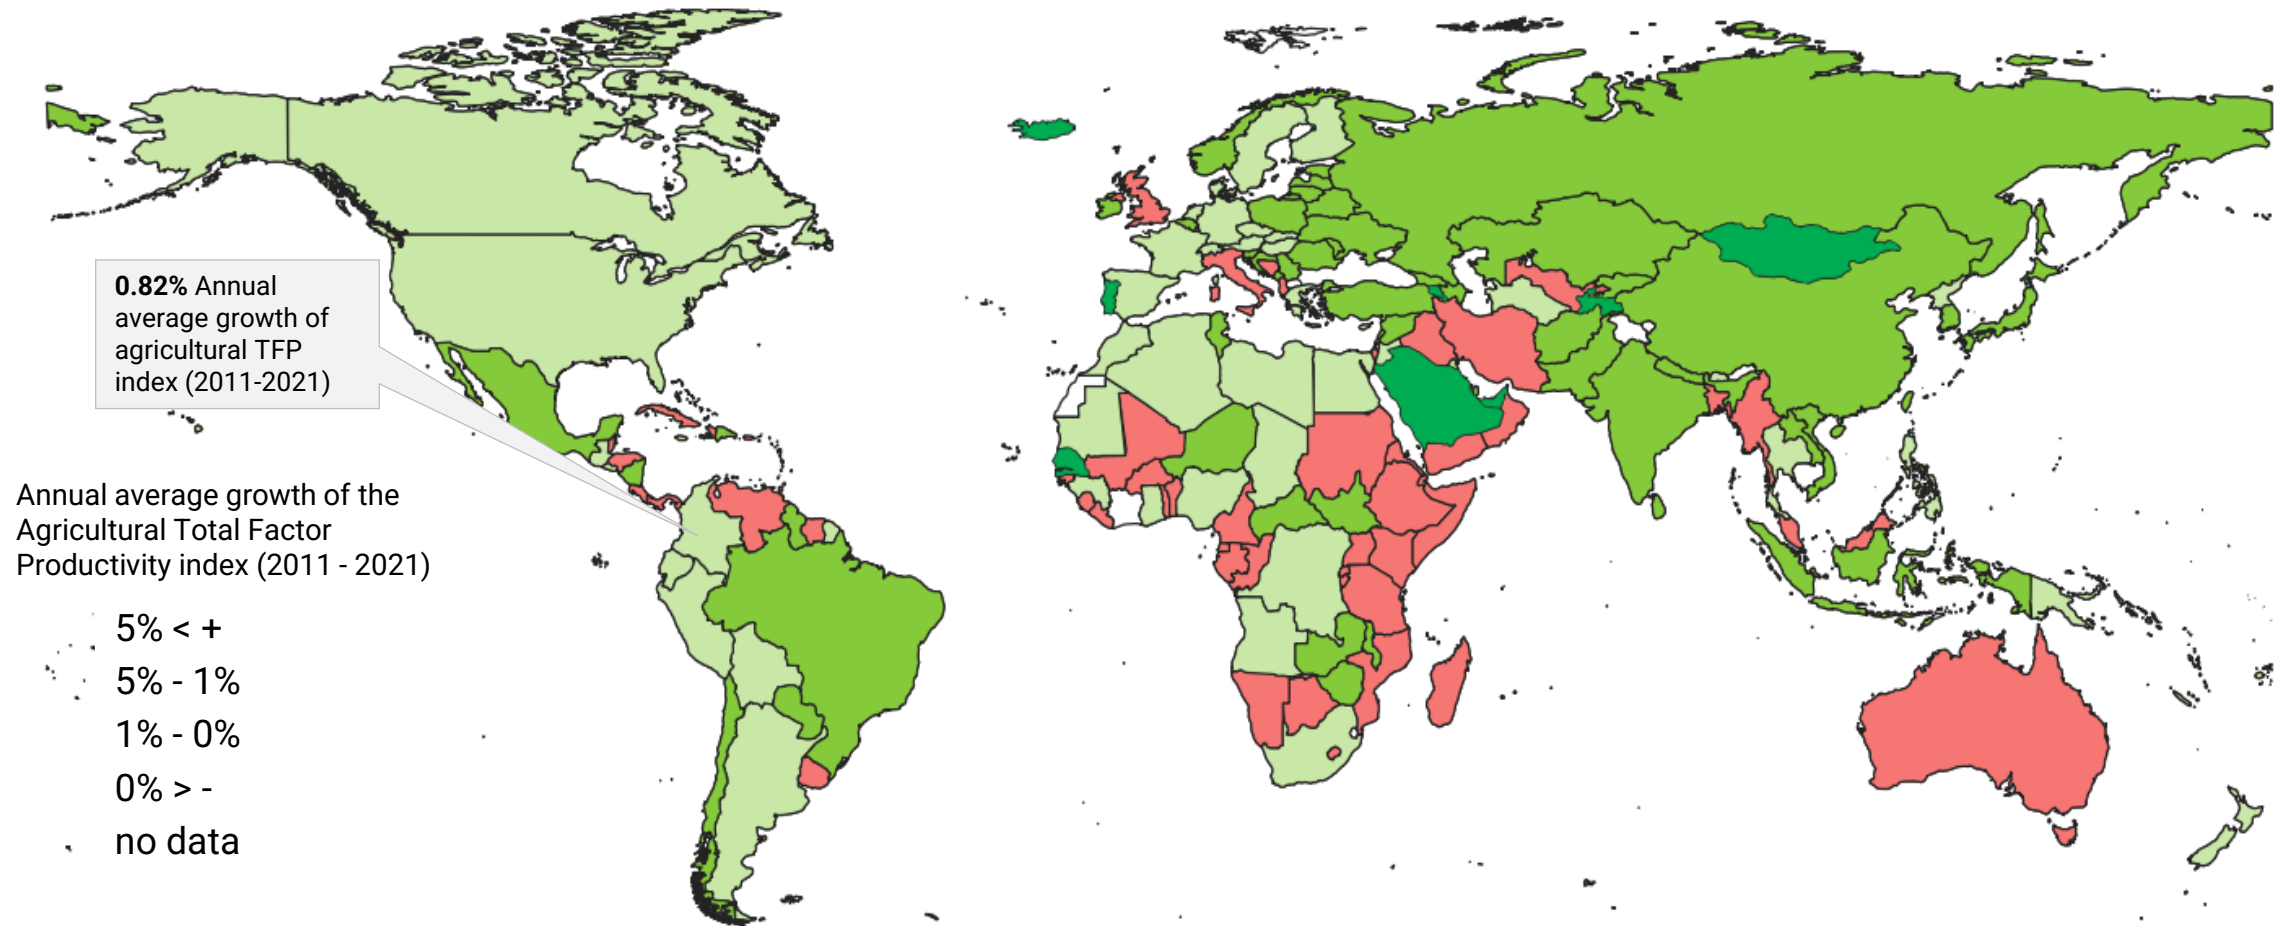 0.82% Annual
average growth of
agricultural TFP
index (2011-2021)
Annual average growth of the
Agricultural Total Factor
Productivity index (2011 - 2021)
5% < +
5% - 1%
1% - 0%
0% > -
no data